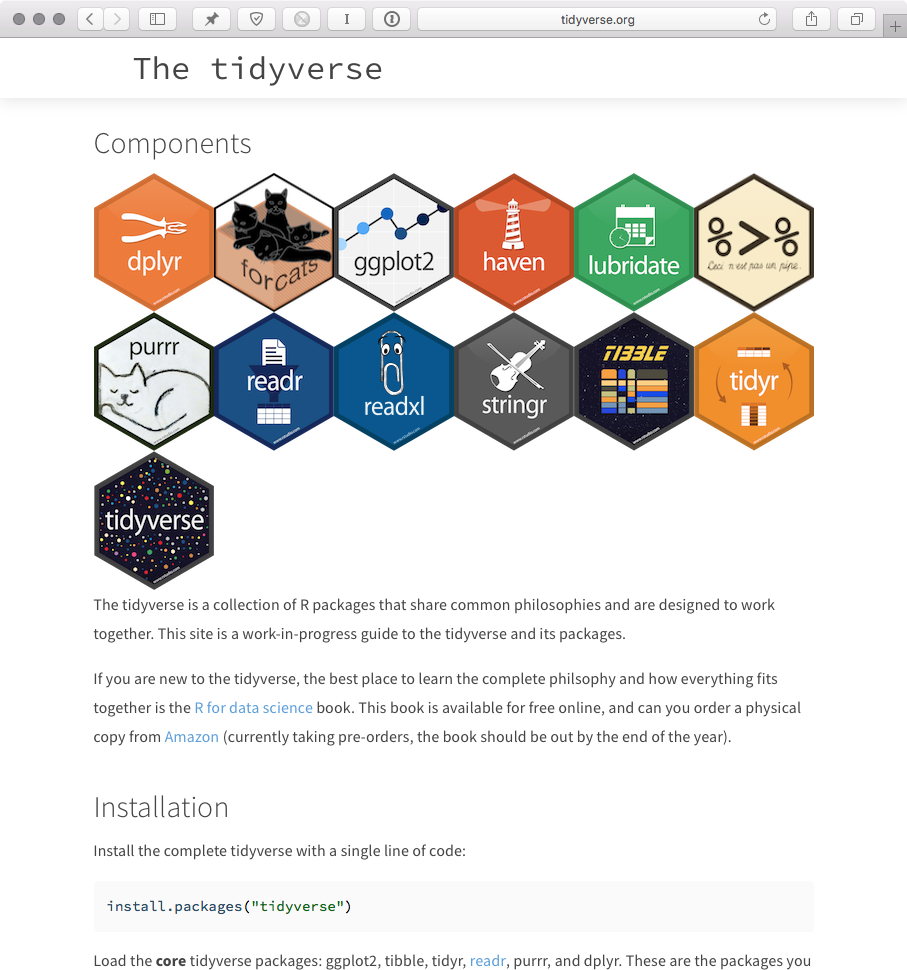 tidyverse.org
The tidyverse
Components
dplyr
forcats
ggplot2
haven
lubridate
%>%
Ceci n'est pas un pipe.
purrr
readr
readxl
stringr
TIBBLE
tidyr
tidyverse
The tidyverse is a collection of R packages that share common philosophies and are designed to work
together. This site is a work-in-progress guide to the tidyverse and its packages.
If you are new to the tidyverse, the best place to learn the complete philsophy and how everything fits
together is the R for data science book. This book is available for free online, and can you order a physical
copy from Amazon (currently taking pre-orders, the book should be out by the end of the year).
Installation
Install the complete tidyverse with a single line of code:
install.packages("tidyverse")
Load the core tidyverse packages: ggplot2, tibble, tidyr, readr, purrr, and dplyr. These are the packages you